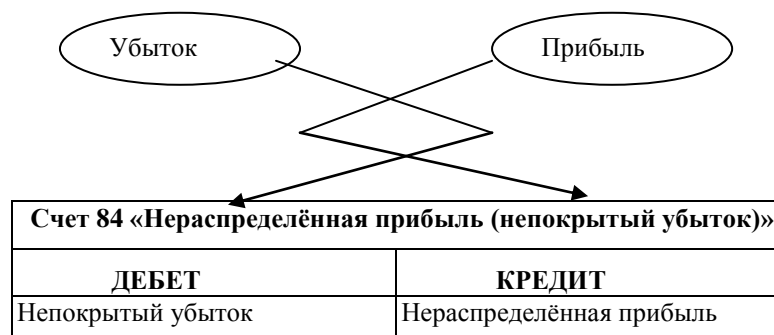 Убыток Прибыль
Счет 84 «Нераспределённая прибыль (непокрытый убыток)»
ДЕБЕТ КРЕДИТ
Непокрытый убыток Нераспределённая прибыль